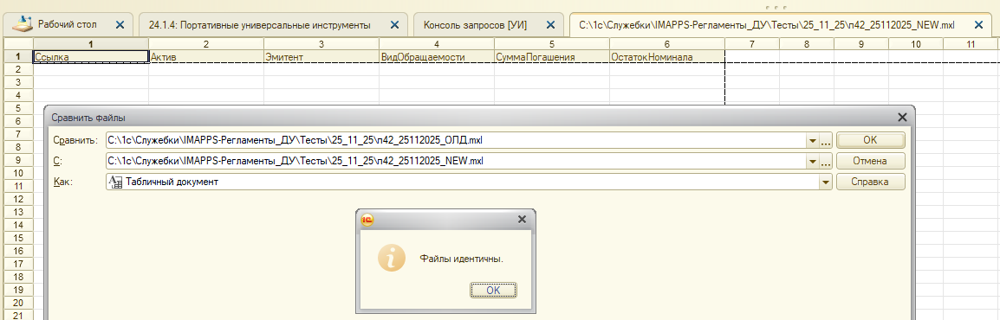 Рабочий стол
24.1.4: Портативные универсальные инструменты
Консоль запросов [УИ]
C:\1c\Служебки\IMAPPS-Регламенты_ДУ\Тесты\25_11_25\п42_25112025_NEW.mxl
1 2 3 4 5 6 7 8 9 10 11
1 Ссылка Актив Эмитент ВидОбращаемости СуммаПогашения ОстатокНоминала
2
3
4
5
6
7
8
9
10
11
12
13
14
15
16
17
18
19
20
21
Сравнить файлы
Сравнить: C:\1c\Служебки\IMAPPS-Регламенты_ДУ\Тесты\25_11_25\п42_25112025_ОЛД.mxl ... OK
С: C:\1c\Служебки\IMAPPS-Регламенты_ДУ\Тесты\25_11_25\п42_25112025_NEW.mxl ... Отмена
Как: Табличный документ Справка
1С
Файлы идентичны.
OK